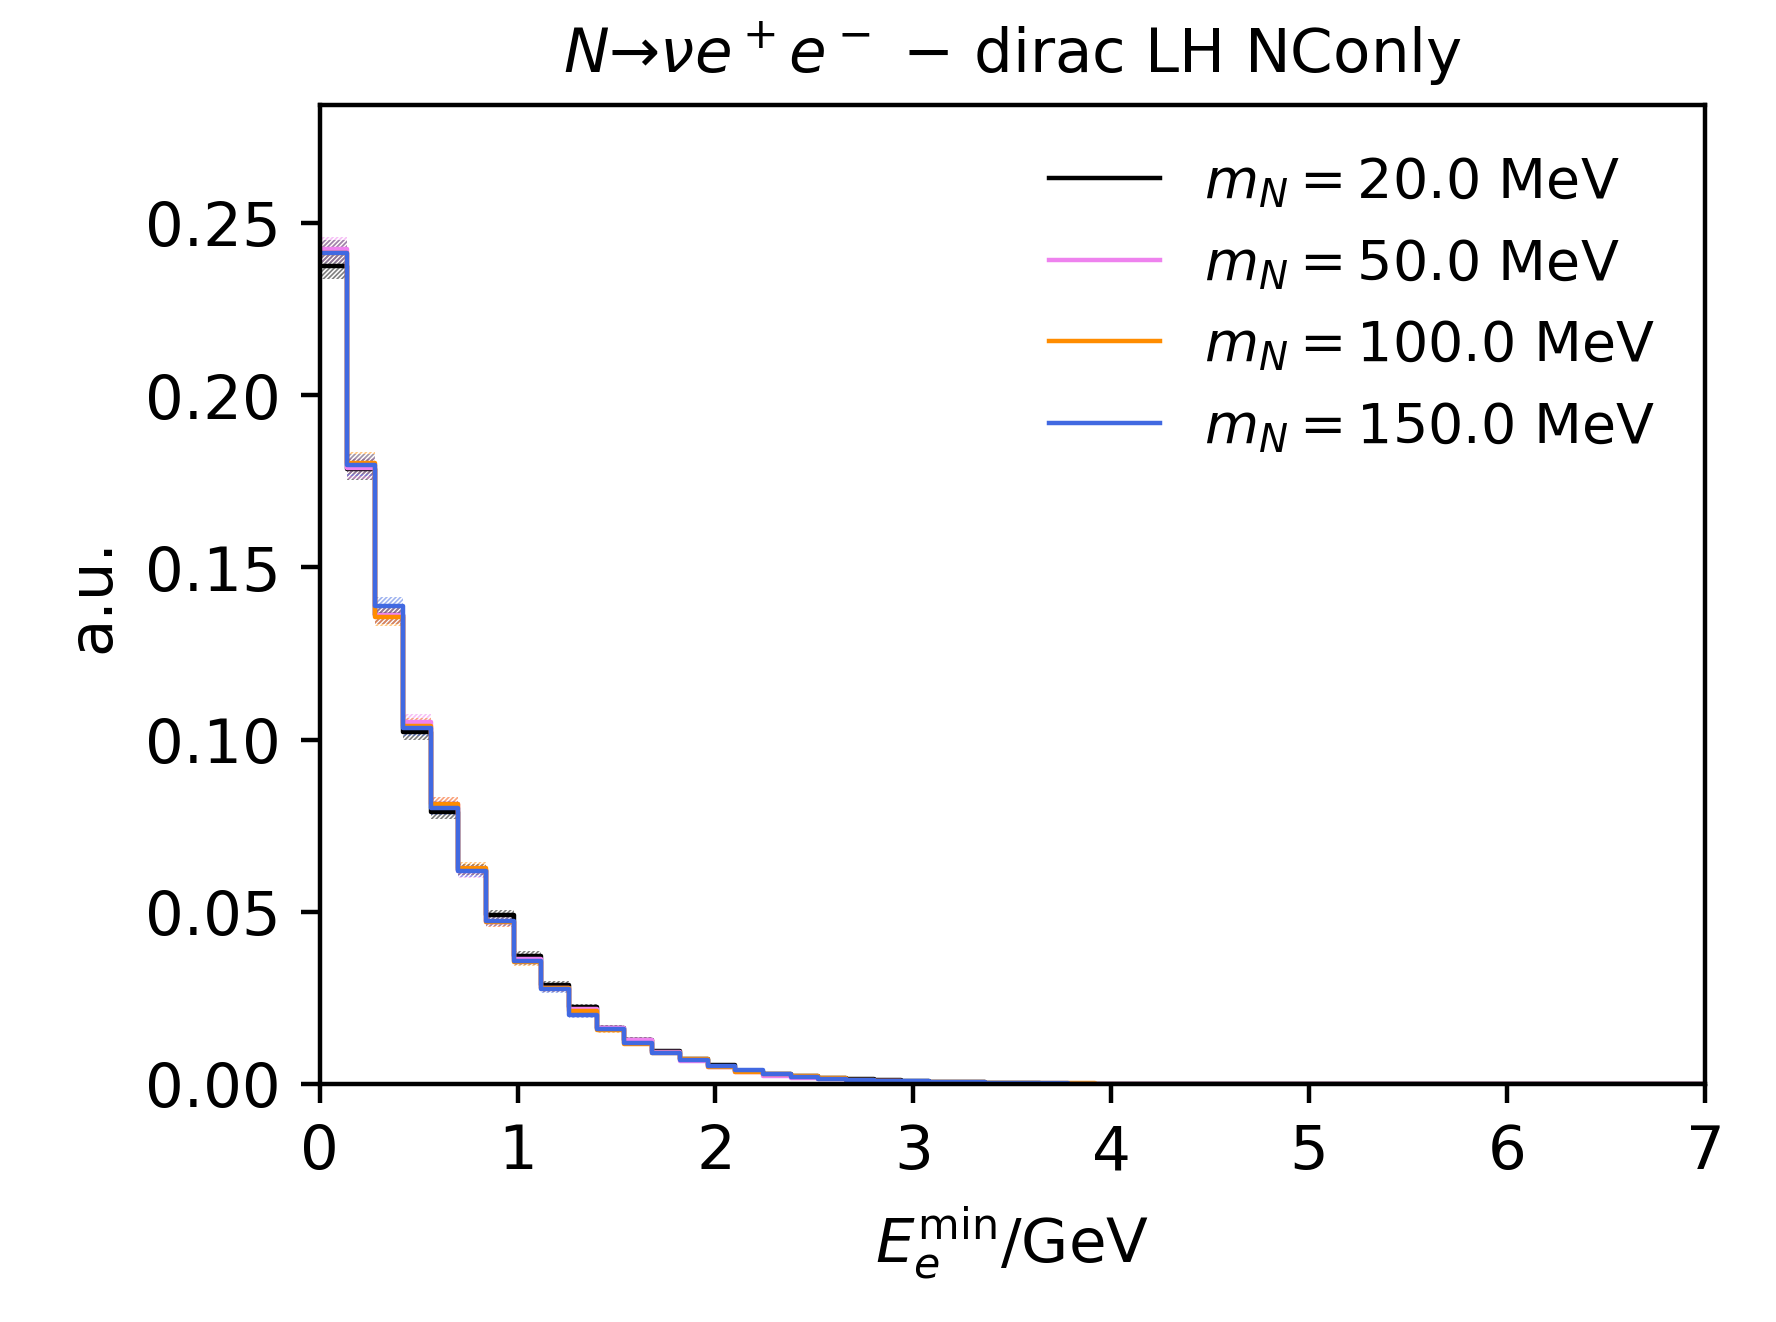 N→νe⁺e⁻ − dirac LH NConly
m_N = 20.0 MeV
m_N = 50.0 MeV
m_N = 100.0 MeV
m_N = 150.0 MeV
0.25
0.20
0.15
0.10
0.05
0.00
a.u.
0 1 2 3 4 5 6 7
E_e^min/GeV